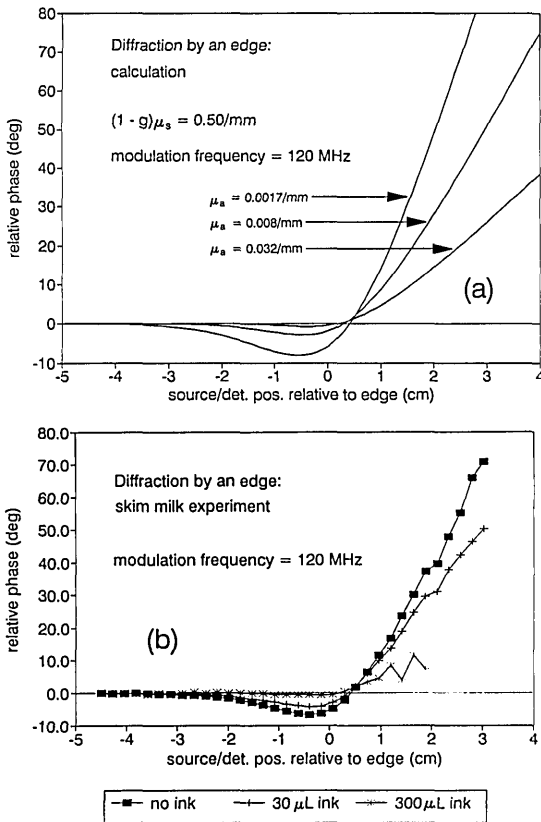 80
70
60
50
40
30
20
10
0
-10
relative phase (deg)
Diffraction by an edge:
calculation
(1 - g)μs = 0.50/mm
modulation frequency = 120 MHz
μa = 0.0017/mm
μa = 0.008/mm
μa = 0.032/mm
(a)
-5 -4 -3 -2 -1 0 1 2 3 4
source/det. pos. relative to edge (cm)
80.0
70.0
60.0
50.0
40.0
30.0
20.0
10.0
0.0
-10.0
relative phase (deg)
Diffraction by an edge:
skim milk experiment
modulation frequency = 120 MHz
(b)
-5 -4 -3 -2 -1 0 1 2 3 4
source/det. pos. relative to edge (cm)
no ink 30 μL ink 300 μL ink